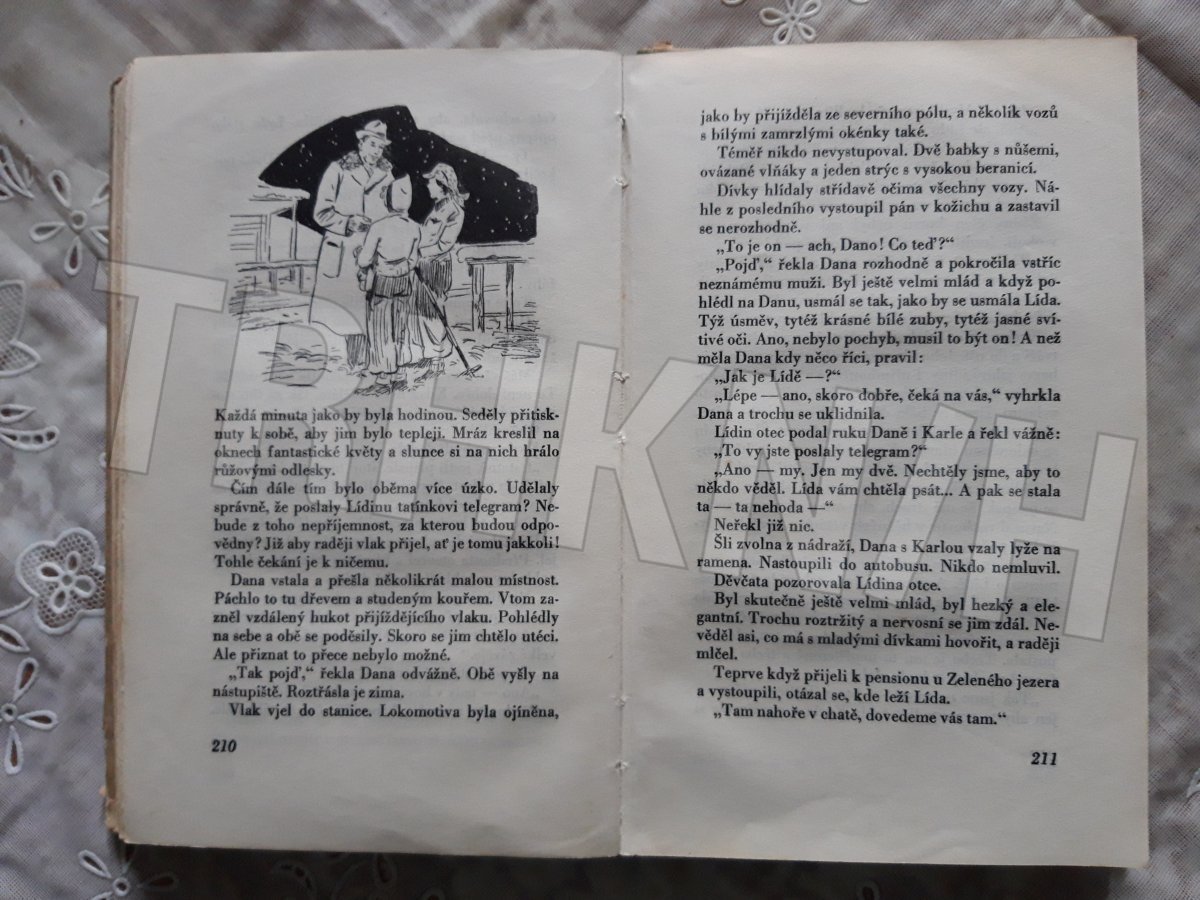 Každá minuta jako by byla hodinou. Seděly přitisk-
nuty k sobě, aby jim bylo tepleji. Mráz kreslil na
oknech fantastické květy a slunce si na nich hrálo
růžovými odlesky.
Čím dále tím bylo oběma více úzko. Udělaly
správně, že poslaly Lídinu tatínkovi telegram? Ne-
bude z toho nepříjemnost, za kterou budou odpo-
vědny? Již aby raději vlak přijel, ať je tomu jakkoli!
Tohle čekání je k ničemu.
Dana vstala a přešla několikrát malou místnost.
Páchlo to tu dřevem a studeným kouřem. Vtom za-
zněl vzdálený hukot přijíždějícího vlaku. Pohlédly
na sebe a obě se poděsily. Skoro se jim chtělo utéci.
Ale přiznat to přece nebylo možné.
„Tak pojď,“ řekla Dana odvážně. Obě vyšly na
nástupiště. Roztřásla je zima.
Vlak vjel do stanice. Lokomotiva byla ojíněna,
210
jako by přijížděla ze severního pólu, a několik vozů
s bílými zamrzlými okénky také.
Téměř nikdo nevystupoval. Dvě babky s nůšemi,
ovázané vlňáky a jeden strýc s vysokou beranicí.
Dívky hlídaly střídavě očima všechny vozy. Ná-
hle z posledního vystoupil pán v kožichu a zastavil
se nerozhodně.
„To je on — ach, Dano! Co teď?“
„Pojď,“ řekla Dana rozhodně a pokročila vstříc
neznámému muži. Byl ještě velmi mlád a když po-
hlédl na Danu, usmál se tak, jako by se usmála Lída.
Týž úsměv, tytéž krásné bílé zuby, tytéž jasné sví-
tivé oči. Ano, nebylo pochyb, musil to být on! A než
měla Dana kdy něco říci, pravil:
„Jak je Lídě —?“
„Lépe — ano, skoro dobře, čeká na vás,“ vyhrkla
Dana a trochu se uklidnila.
Lídin otec podal ruku Daně i Karle a řekl vážně:
„To vy jste poslaly telegram?“
„Ano — my. Jen my dvě. Nechtěly jsme, aby to
někdo věděl. Lída vám chtěla psát... A pak se stala
ta — ta nehoda —“
Neřekl již nic.
Šli zvolna z nádraží, Dana s Karlou vzaly lyže na
ramena. Nastoupili do autobusu. Nikdo nemluvil.
Děvčata pozorovala Lídina otce.
Byl skutečně ještě velmi mlád, byl hezký a ele-
gantní. Trochu roztržitý a nervosní se jim zdál. Ne-
věděl asi, co má s mladými dívkami hovořit, a raději
mlčel.
Teprve když přijeli k pensionu u Zeleného jezera
a vystoupili, otázal se, kde leží Lída.
„Tam nahoře v chatě, dovedeme vás tam.“
211